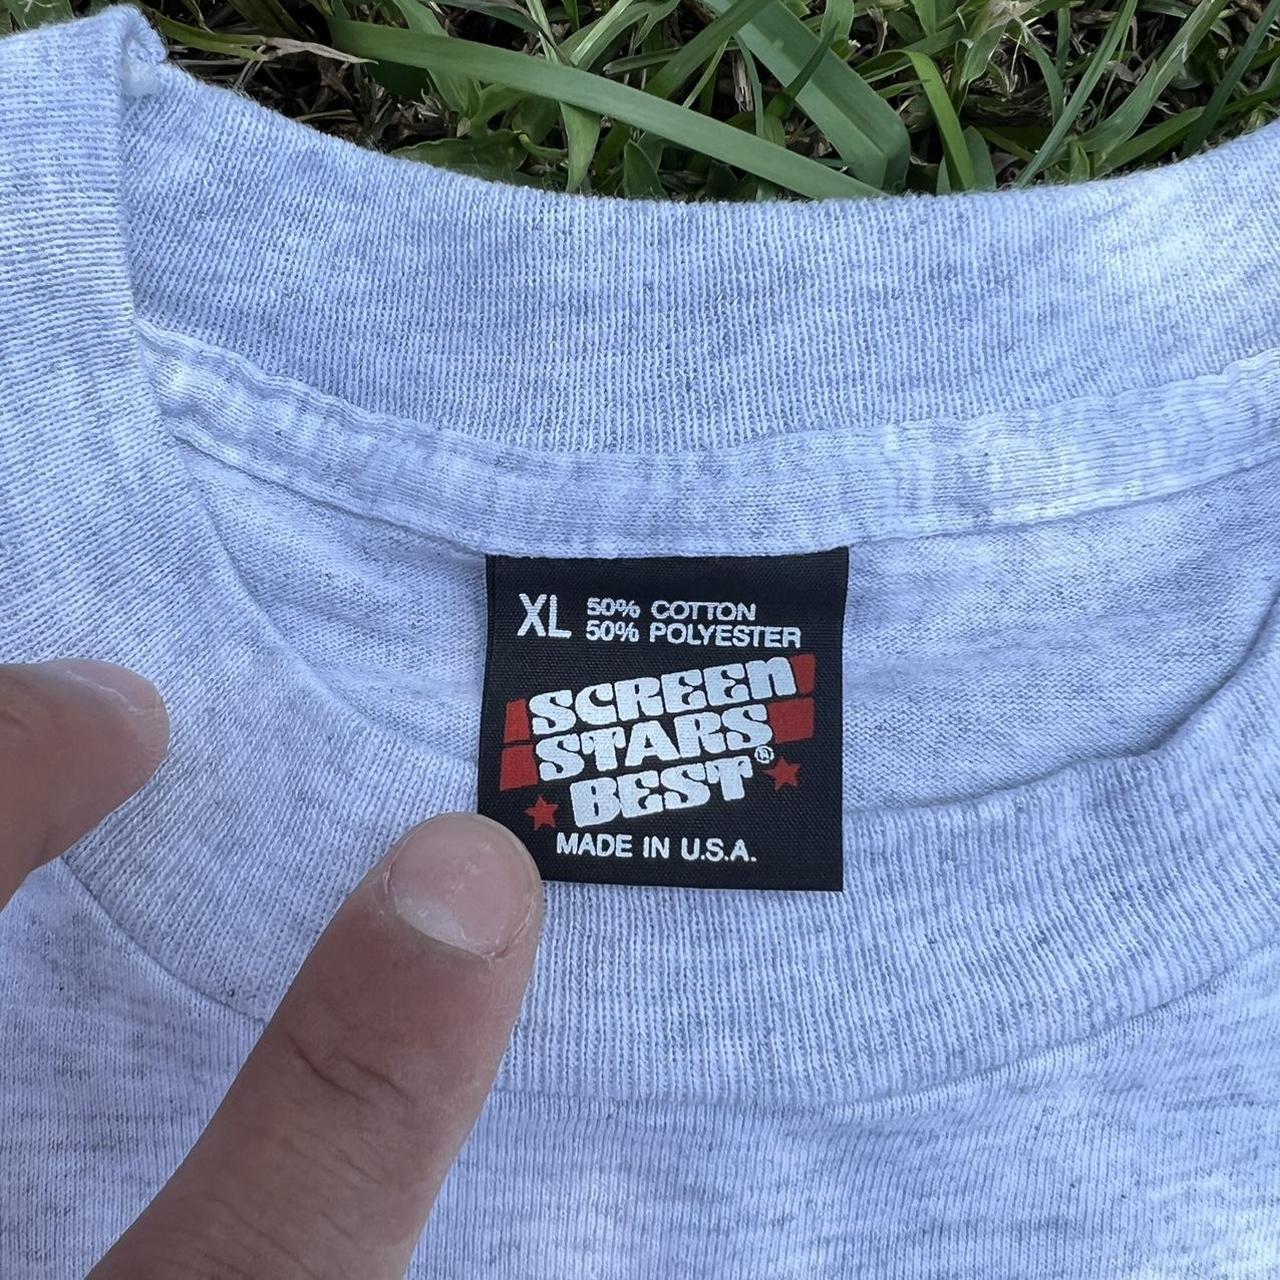 XL 50% COTTON
50% POLYESTER
SCREEN
STARS
BEST®
MADE IN U.S.A.